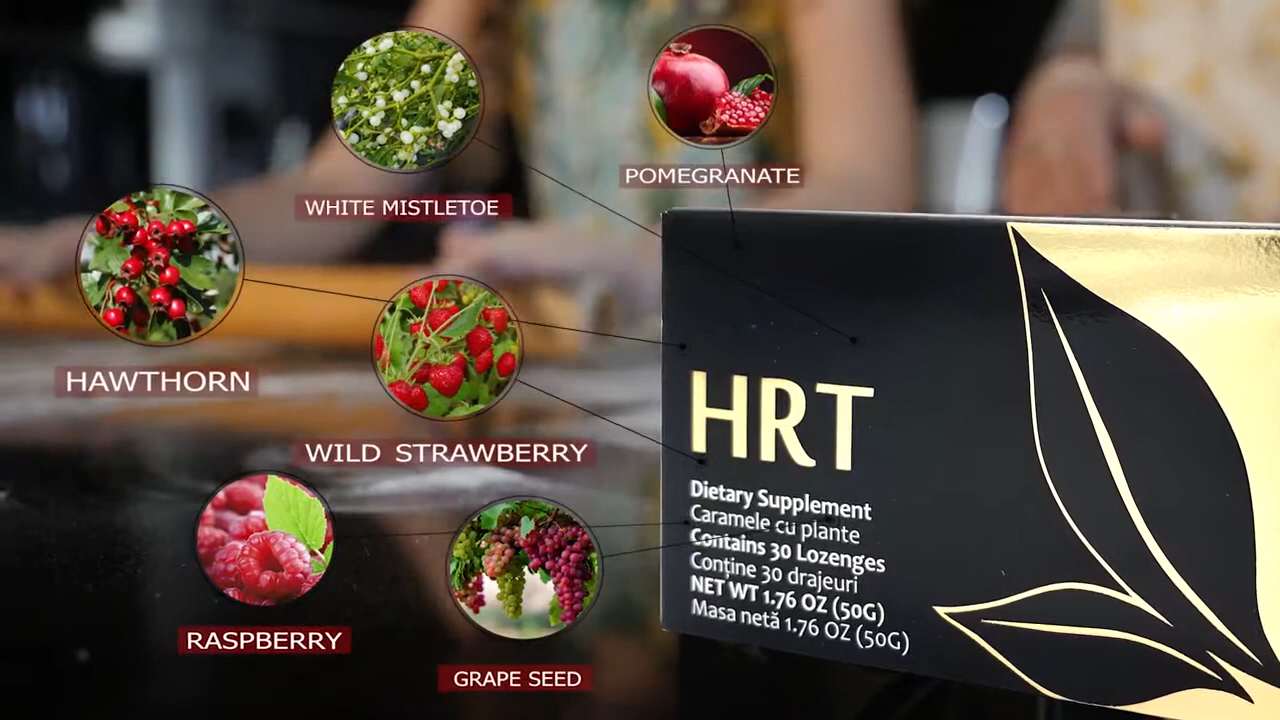 POMEGRANATE
WHITE MISTLETOE
HAWTHORN
WILD STRAWBERRY
RASPBERRY
GRAPE SEED
HRT
Dietary Supplement
Caramele cu plante
Contains 30 Lozenges
Conține 30 drajeuri
NET WT 1.76 OZ (50G)
Masa netă 1.76 OZ (50G)